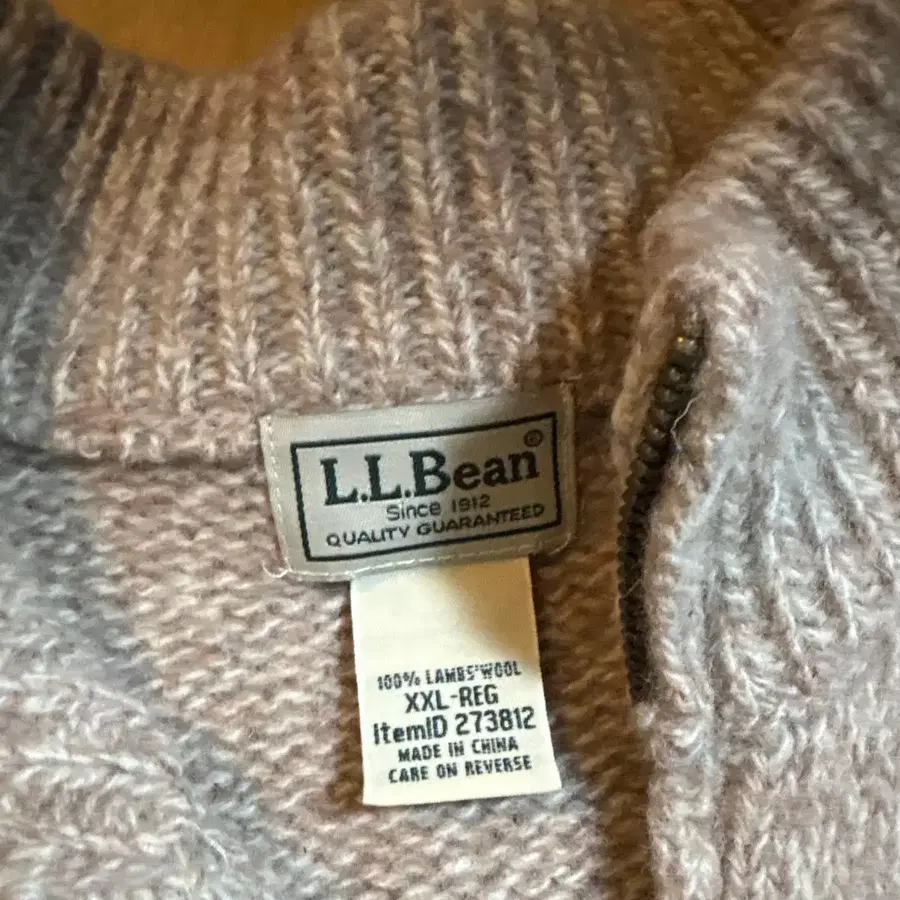 L.L.Bean®
Since 1912
QUALITY GUARANTEED
100% LAMBS'WOOL
XXL-REG
ItemID 273812
MADE IN CHINA
CARE ON REVERSE